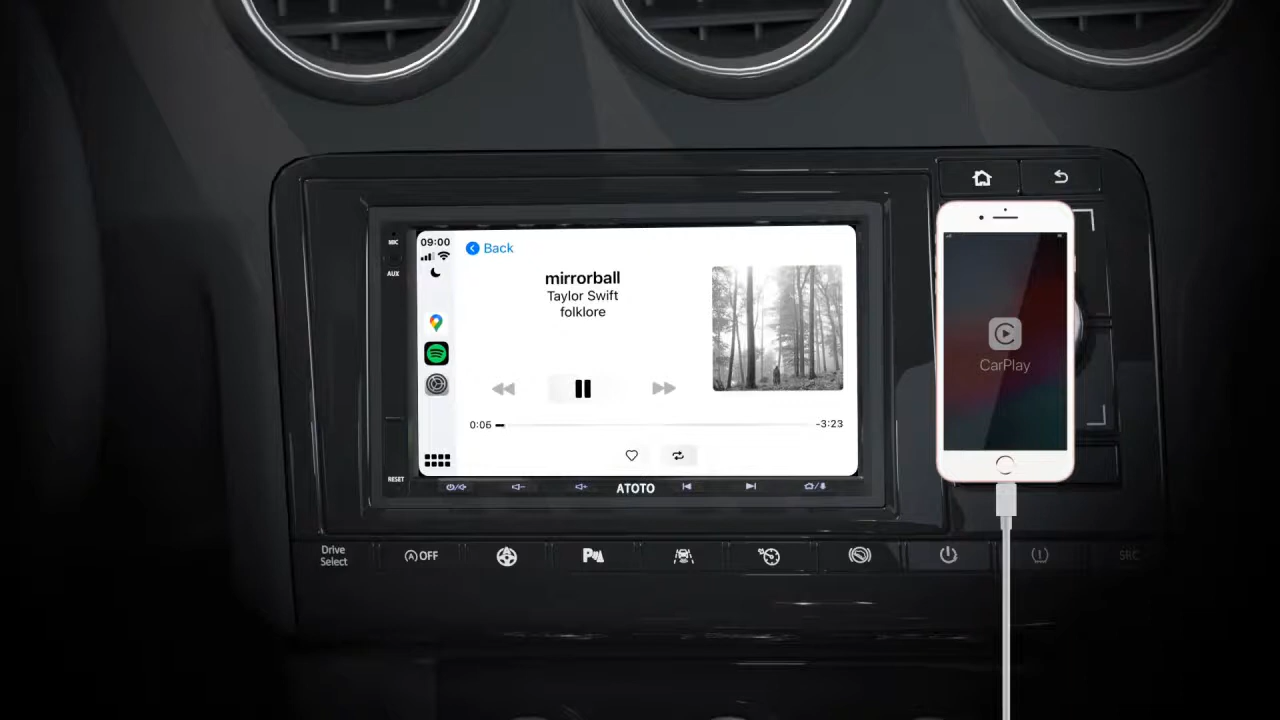 MIC
AUX
RESET
09:00
Back
mirrorball
Taylor Swift
folklore
0:06
-3:23
ATOTO
CarPlay
Drive
Select
OFF
SRC